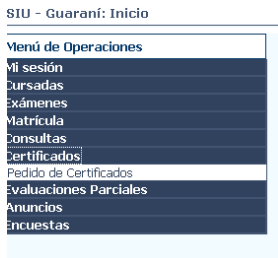 SIU - Guaraní: Inicio
Menú de Operaciones
Mi sesión
Cursadas
Exámenes
Matrícula
Consultas
Certificados
Pedido de Certificados
Evaluaciones Parciales
Anuncios
Encuestas